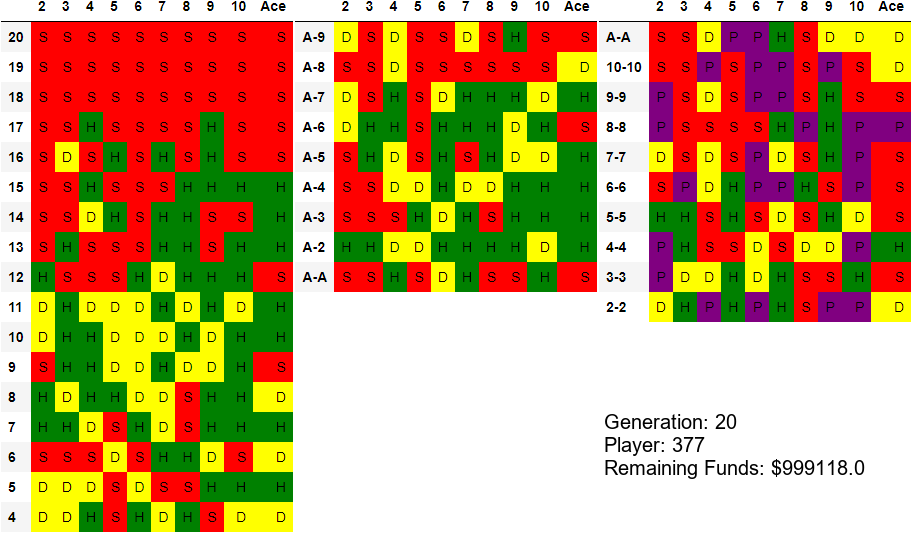 2 3 4 5 6 7 8 9 10 Ace
20 S S S S S S S S S S
19 S S S S S S S S S S
18 S S S S S S S S S S
17 S S H S S S S H S S
16 S D S H S H S H S S
15 S S H S S S H H H H
14 S S D H S H H S S H
13 S H S S S H H S H H
12 H S S S H D H H H S
11 D H D D D H D H D H
10 D H H D D D H D H H
9 S H H D D H D D H S
8 H D H H D D S H H D
7 H H D S H D S H H H
6 S S S D S H H D S D
5 D D D S D S S H H H
4 D D H S H D H S D D
2 3 4 5 6 7 8 9 10 Ace
A-9 D S D S S D S H S S
A-8 S S D S S S S S S D
A-7 D S H S D H H H D H
A-6 D H H S H H H D H S
A-5 S H D S H S H D D H
A-4 S S D D H D D H H H
A-3 S S S H D H S H H H
A-2 H H D D H H H H D H
A-A S S H S D H S S H S
2 3 4 5 6 7 8 9 10 Ace
A-A S S D P P H S D D D
10-10 S S P S P P S P S D
9-9 P S D S P P S H S S
8-8 P S S S S H P H P P
7-7 D S D S P D S H P S
6-6 S P D H P P H S P S
5-5 H H S H S D S H D S
4-4 P H S S D S D D P H
3-3 P D D H D H S S H S
2-2 D H P H P H S P P D
Generation: 20
Player: 377
Remaining Funds: $999118.0